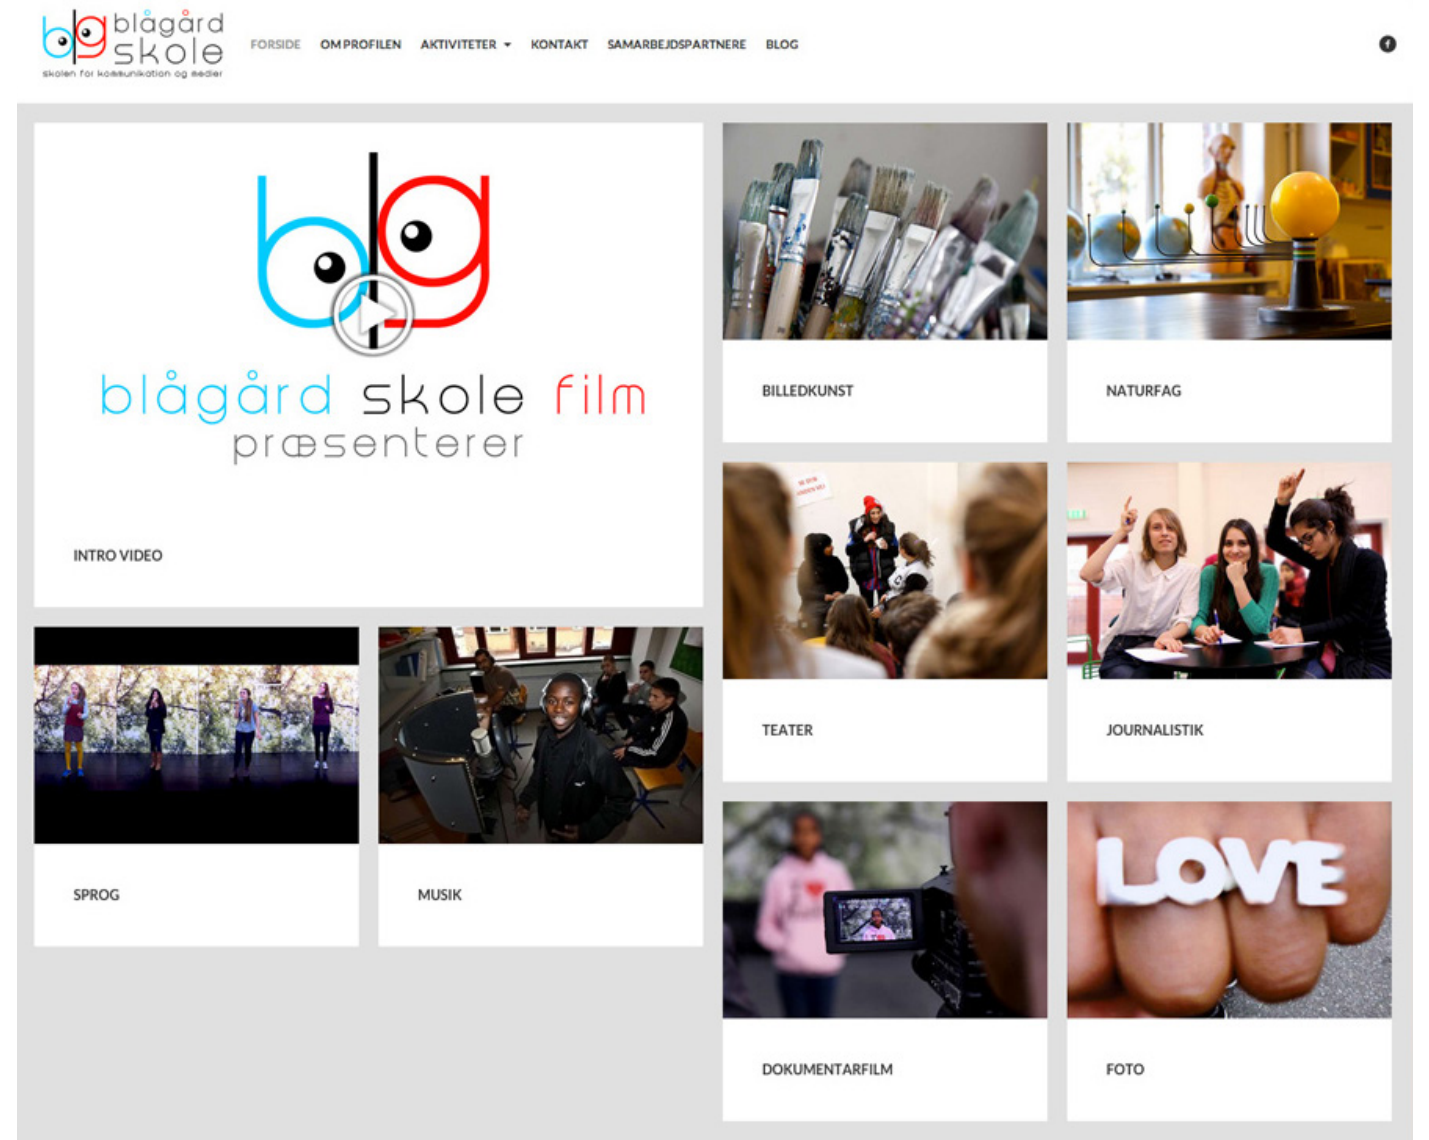 blågård
skole
skolen for kommunikation og medier
FORSIDE OM PROFILEN AKTIVITETER KONTAKT SAMARBEJDSPARTNERE BLOG
f
blg
blågård skole film
præsenterer
INTRO VIDEO
BILLEDKUNST
NATURFAG
TEATER
JOURNALISTIK
SPROG
MUSIK
LOVE
DOKUMENTARFILM
FOTO